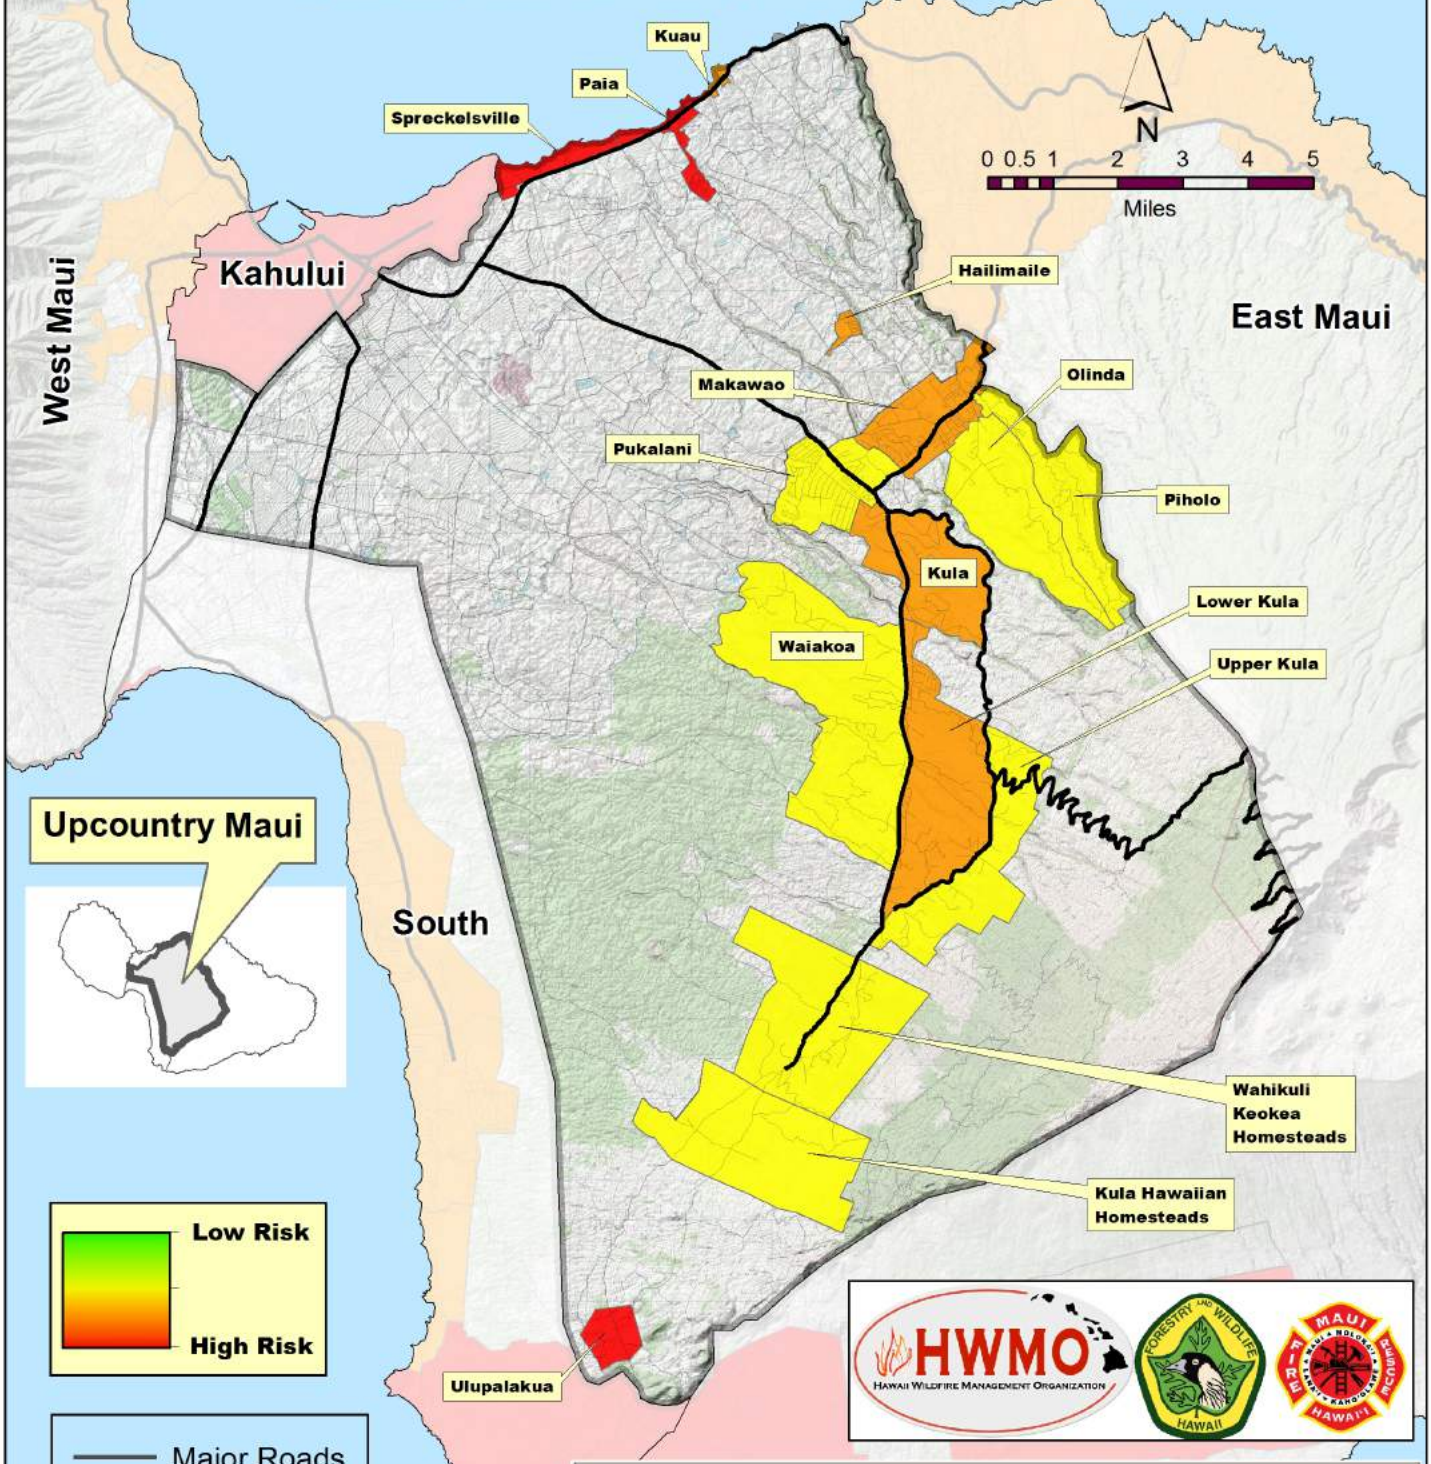 Kuau
Paia
Spreckelsville
N
0 0.5 1 2 3 4 5
Miles
West Maui
Kahului
Hailimaile
East Maui
Makawao
Olinda
Pukalani
Piholo
Kula
Lower Kula
Waiakoa
Upper Kula
Upcountry Maui
South
Wahikuli
Keokea
Homesteads
Kula Hawaiian
Homesteads
Low Risk
High Risk
Ulupalakua
HWMO
HAWAII WILDFIRE MANAGEMENT ORGANIZATION
FORESTRY AND WILDLIFE
HAWAII
MAUI
FIRE
RESCUE
HAWAI'I
Major Roads